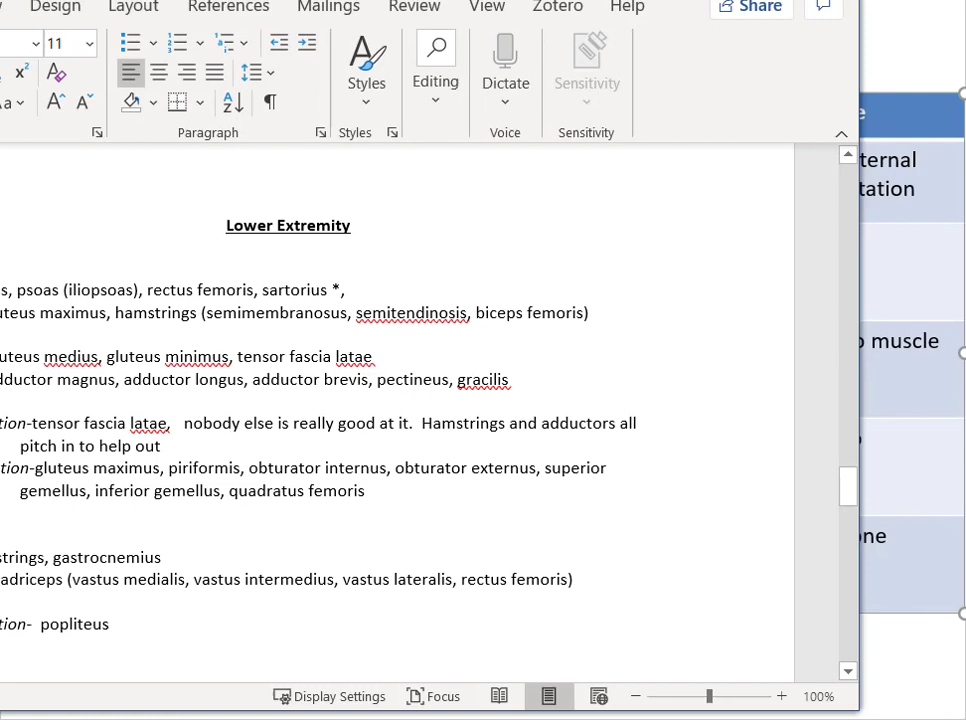 Design Layout References Mailings Review View Zotero Help Share
11
Styles Editing Dictate Sensitivity
Paragraph Styles Voice Sensitivity
Lower Extremity
s, psoas (iliopsoas), rectus femoris, sartorius *,
uteus maximus, hamstrings (semimembranosus, semitendinosis, biceps femoris)
uteus medius, gluteus minimus, tensor fascia latae
dductor magnus, adductor longus, adductor brevis, pectineus, gracilis
tion-tensor fascia latae, nobody else is really good at it. Hamstrings and adductors all
pitch in to help out
tion-gluteus maximus, piriformis, obturator internus, obturator externus, superior
gemellus, inferior gemellus, quadratus femoris
strings, gastrocnemius
adriceps (vastus medialis, vastus intermedius, vastus lateralis, rectus femoris)
tion- popliteus
Display Settings Focus 100%
e
ternal
tation
muscle
one